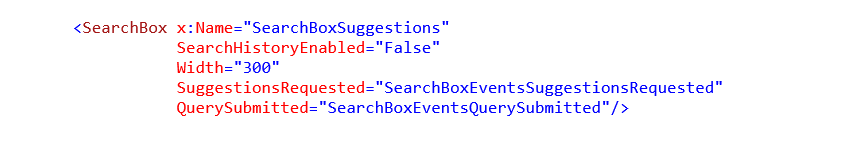 <SearchBox x:Name="SearchBoxSuggestions"
SearchHistoryEnabled="False"
Width="300"
SuggestionsRequested="SearchBoxEventsSuggestionsRequested"
QuerySubmitted="SearchBoxEventsQuerySubmitted"/>